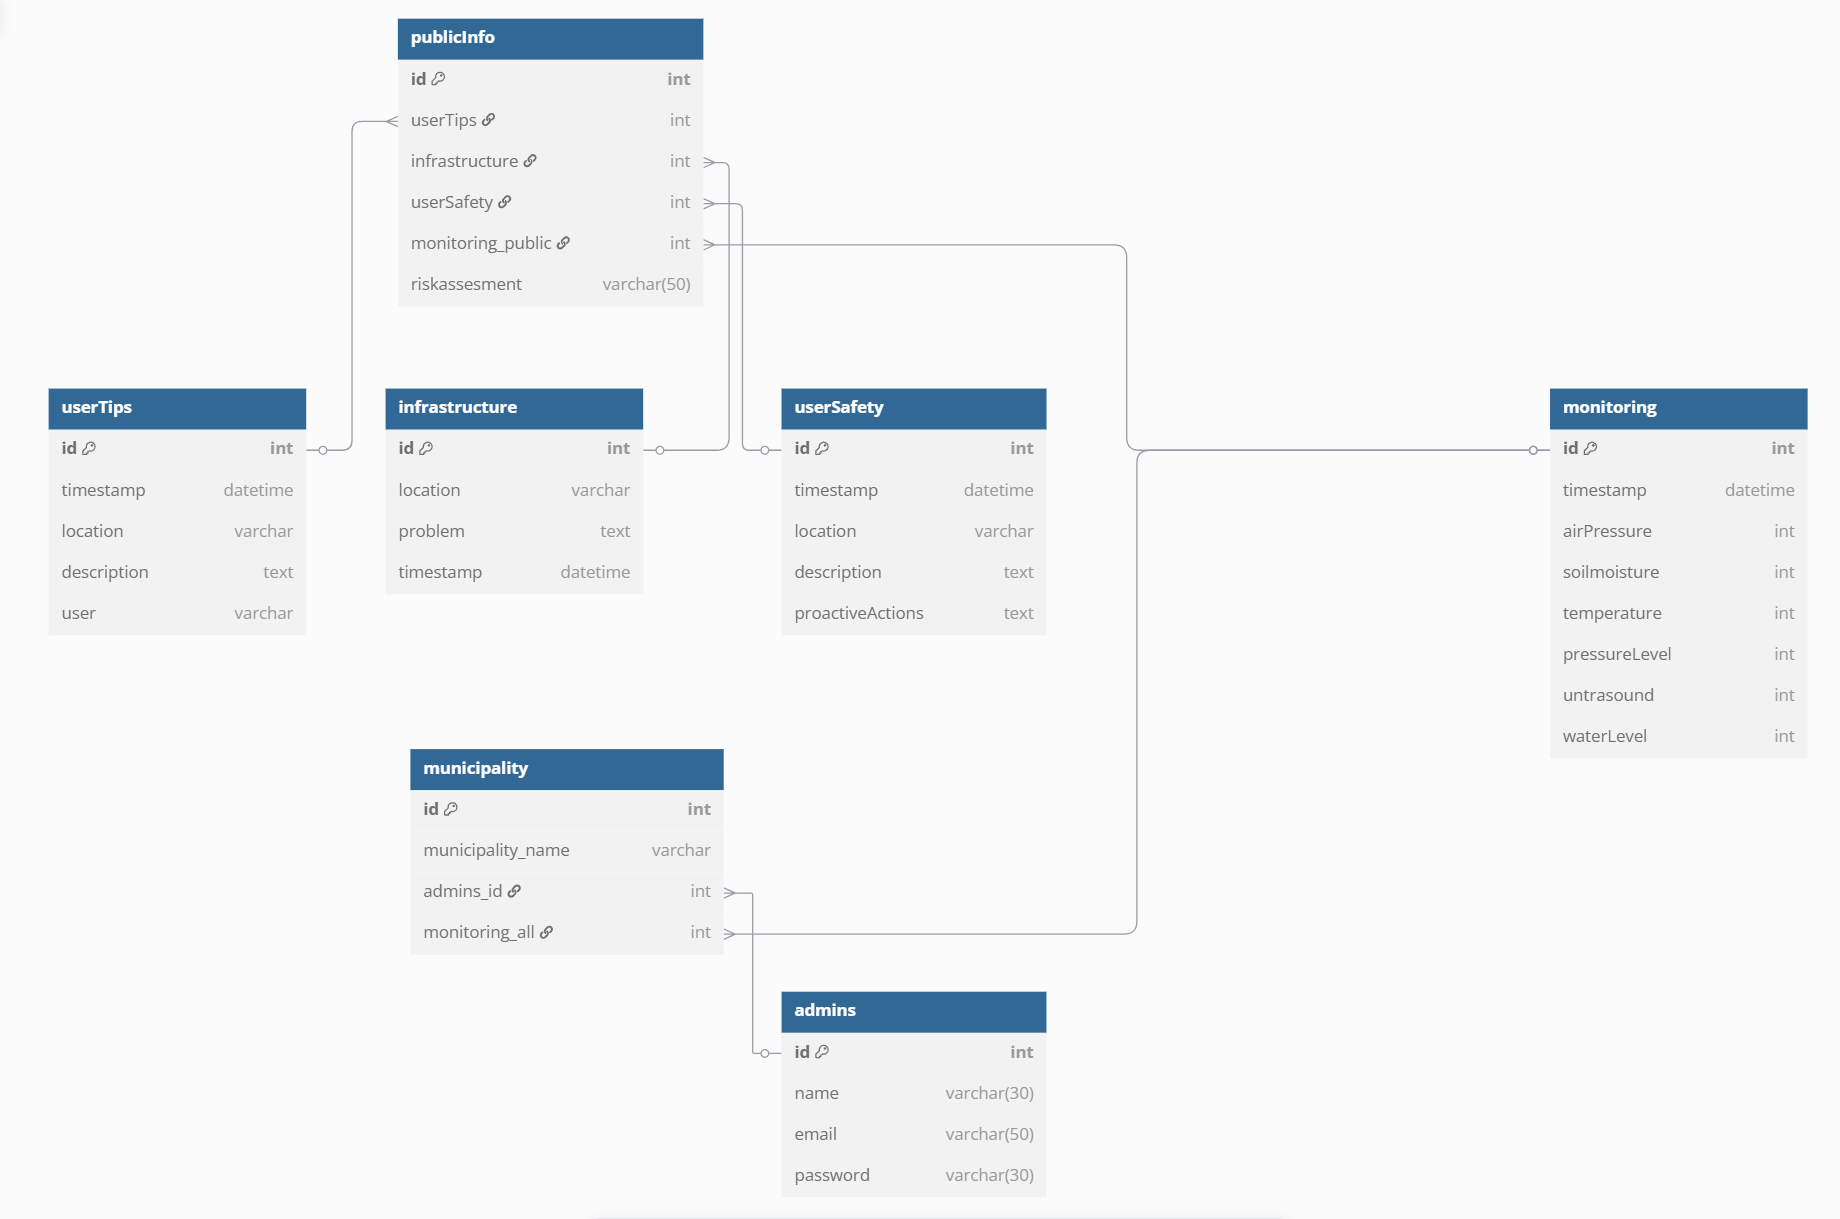 publicInfo
id int
userTips int
infrastructure int
userSafety int
monitoring_public int
riskassesment varchar(50)
userTips
id int
timestamp datetime
location varchar
description text
user varchar
infrastructure
id int
location varchar
problem text
timestamp datetime
userSafety
id int
timestamp datetime
location varchar
description text
proactiveActions text
monitoring
id int
timestamp datetime
airPressure int
soilmoisture int
temperature int
pressureLevel int
untrasound int
waterLevel int
municipality
id int
municipality_name varchar
admins_id int
monitoring_all int
admins
id int
name varchar(30)
email varchar(50)
password varchar(30)